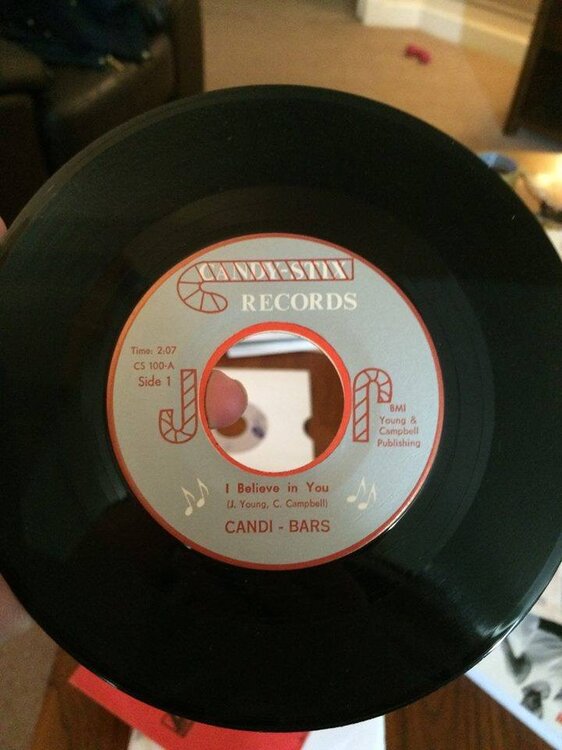 CANDY-STIX
RECORDS
Time: 2:07
CS 100-A
Side 1
BMI
Young &
Campbell
Publishing
I Believe in You
(J. Young, C. Campbell)
CANDI - BARS